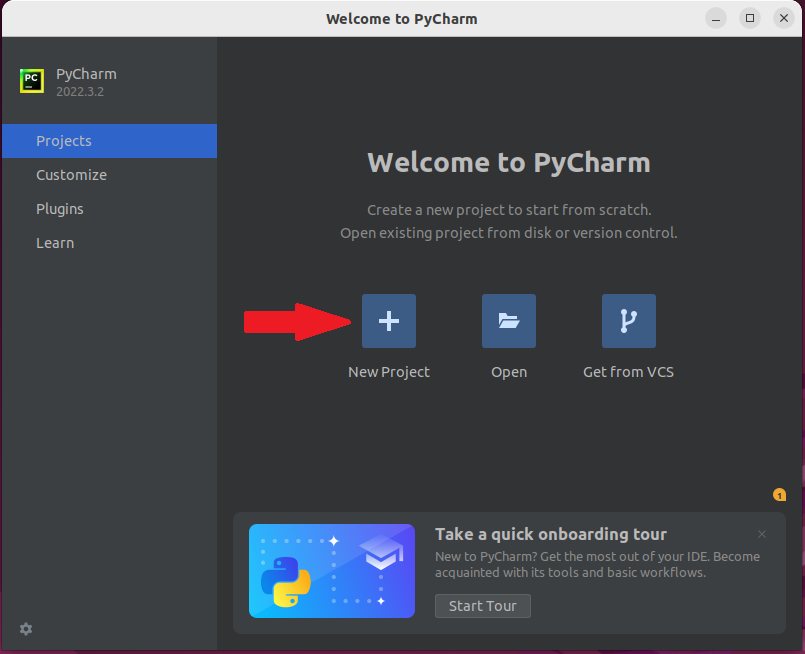 Welcome to PyCharm
PC
PyCharm
2022.3.2
Projects
Customize
Plugins
Learn
Welcome to PyCharm
Create a new project to start from scratch.
Open existing project from disk or version control.
New Project
Open
Get from VCS
1
Take a quick onboarding tour
New to PyCharm? Get the most out of your IDE. Become
acquainted with its tools and basic workflows.
Start Tour